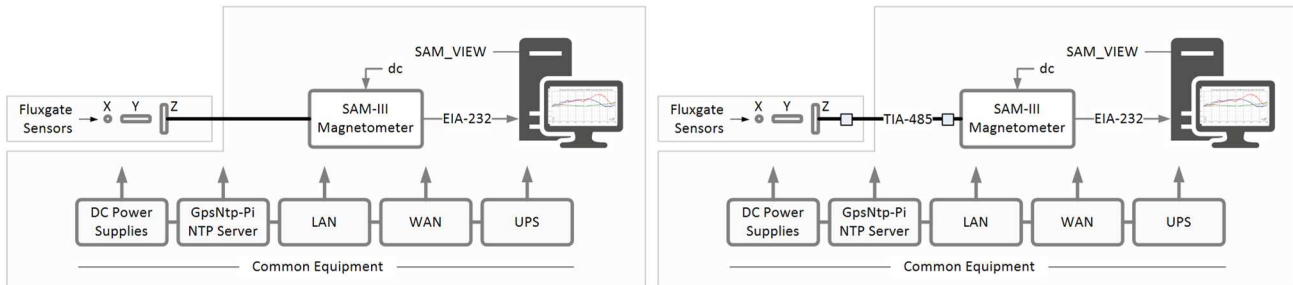 SAM_VIEW
dc
Fluxgate
Sensors
X Y Z
SAM-III
Magnetometer
EIA-232
DC Power
Supplies
GpsNtp-Pi
NTP Server
LAN
WAN
UPS
Common Equipment
SAM_VIEW
dc
Fluxgate
Sensors
X Y Z
TIA-485
SAM-III
Magnetometer
EIA-232
DC Power
Supplies
GpsNtp-Pi
NTP Server
LAN
WAN
UPS
Common Equipment